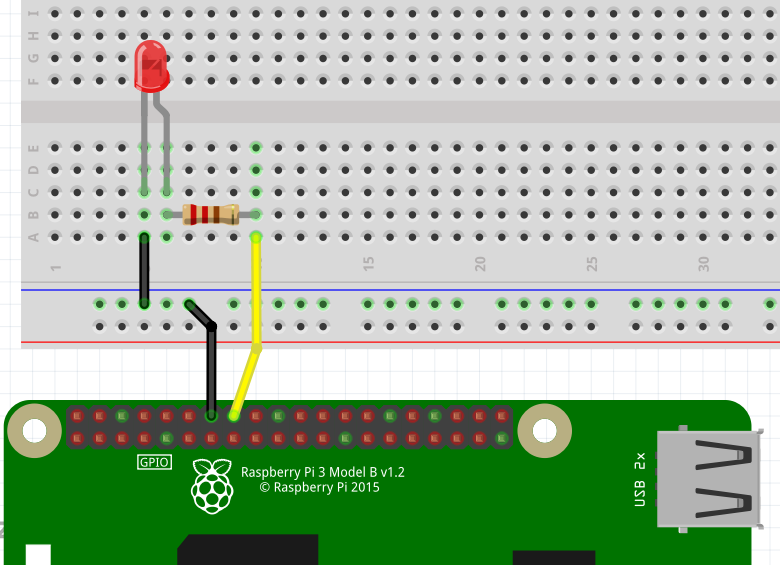 I
H
G
F
E
D
C
B
A
1
15
20
25
30
GPIO
Raspberry Pi 3 Model B v1.2
© Raspberry Pi 2015
USB 2x